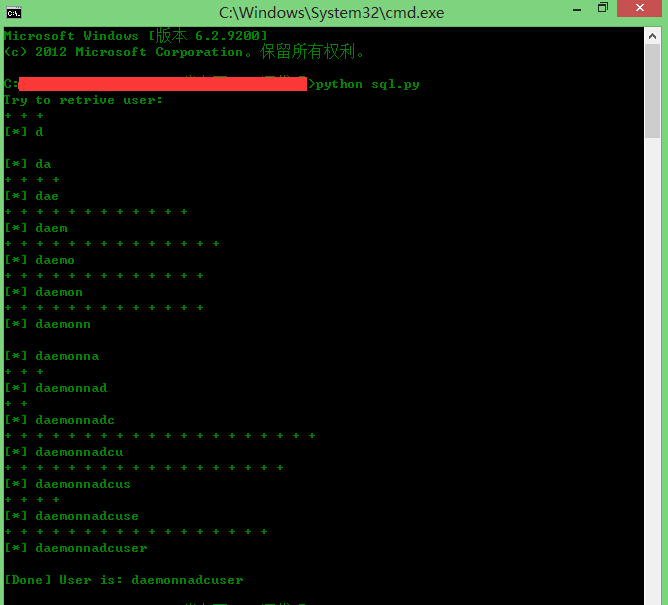 C:\Windows\System32\cmd.exe
Microsoft Windows [版本 6.2.9200]
(c) 2012 Microsoft Corporation。保留所有权利。
C: >python sql.py
Try to retrive user:
+ + +
[*] d
[*] da
+ + + +
[*] dae
+ + + + + + + + + + + +
[*] daem
+ + + + + + + + + + + + + +
[*] daemo
+ + + + + + + + + + + + +
[*] daemon
+ + + + + + + + + + + + +
[*] daemonn
[*] daemonna
+ + +
[*] daemonnad
+ +
[*] daemonnadc
+ + + + + + + + + + + + + + + + + + + +
[*] daemonnadcu
+ + + + + + + + + + + + + + + + + +
[*] daemonnadcus
+ + + +
[*] daemonnadcuse
+ + + + + + + + + + + + + + + + +
[*] daemonnadcuser
[Done] User is: daemonnadcuser